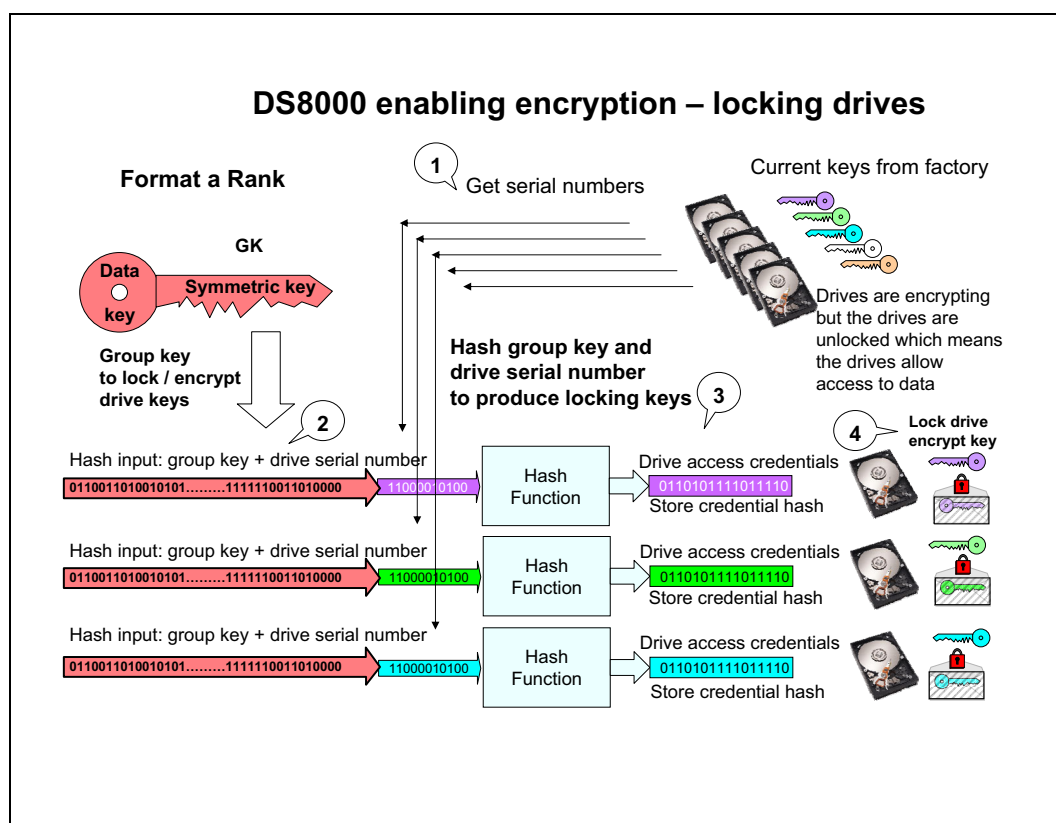 DS8000 enabling encryption – locking drives
Format a Rank
1
Get serial numbers
Current keys from factory
GK
Data
key
Symmetric key
Drives are encrypting
but the drives are
unlocked which means
the drives allow
access to data
Group key
to lock / encrypt
drive keys
Hash group key and
drive serial number
to produce locking keys
2
3
4
Lock drive
encrypt key
Hash input: group key + drive serial number
0110011010010101.........1111110011010000
11000010100
Hash
Function
Drive access credentials
0110101111011110
Store credential hash
Hash input: group key + drive serial number
0110011010010101.........1111110011010000
11000010100
Hash
Function
Drive access credentials
0110101111011110
Store credential hash
Hash input: group key + drive serial number
0110011010010101.........1111110011010000
11000010100
Hash
Function
Drive access credentials
0110101111011110
Store credential hash